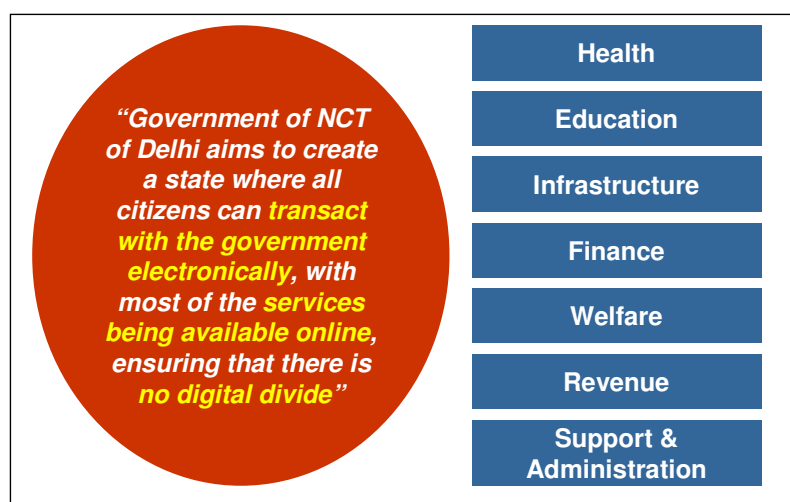 “Government of NCT
of Delhi aims to create
a state where all
citizens can transact
with the government
electronically, with
most of the services
being available online,
ensuring that there is
no digital divide”
Health
Education
Infrastructure
Finance
Welfare
Revenue
Support &
Administration